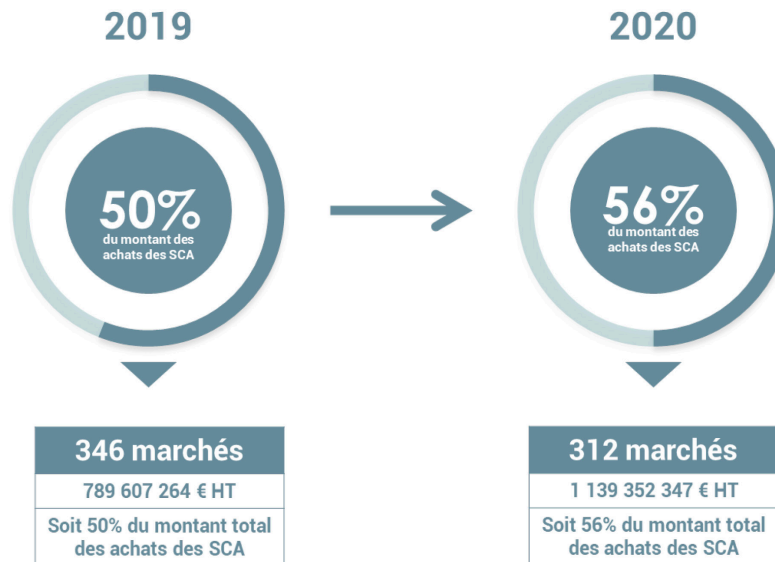 2019
50%
du montant des
achats des SCA
346 marchés
789 607 264 € HT
Soit 50% du montant total
des achats des SCA
2020
56%
du montant des
achats des SCA
312 marchés
1 139 352 347 € HT
Soit 56% du montant total
des achats des SCA